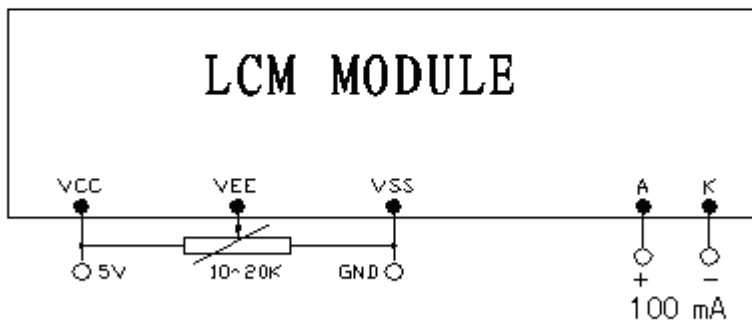 LCM MODULE
VCC VEE VSS A K
5V 10~20K GND + -
100 mA